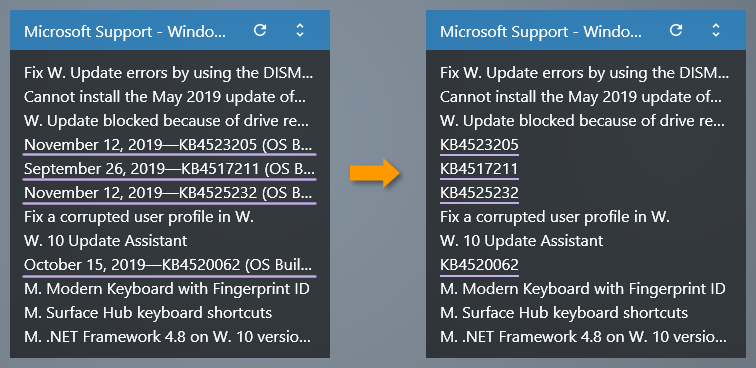 Microsoft Support - Windo...
Fix W. Update errors by using the DISM...
Cannot install the May 2019 update of...
W. Update blocked because of drive re...
November 12, 2019—KB4523205 (OS B...
September 26, 2019—KB4517211 (OS B...
November 12, 2019—KB4525232 (OS B...
Fix a corrupted user profile in W.
W. 10 Update Assistant
October 15, 2019—KB4520062 (OS Buil...
M. Modern Keyboard with Fingerprint ID
M. Surface Hub keyboard shortcuts
M. .NET Framework 4.8 on W. 10 versio...
Microsoft Support - Windo...
Fix W. Update errors by using the DISM...
Cannot install the May 2019 update of...
W. Update blocked because of drive re...
KB4523205
KB4517211
KB4525232
Fix a corrupted user profile in W.
W. 10 Update Assistant
KB4520062
M. Modern Keyboard with Fingerprint ID
M. Surface Hub keyboard shortcuts
M. .NET Framework 4.8 on W. 10 versio...